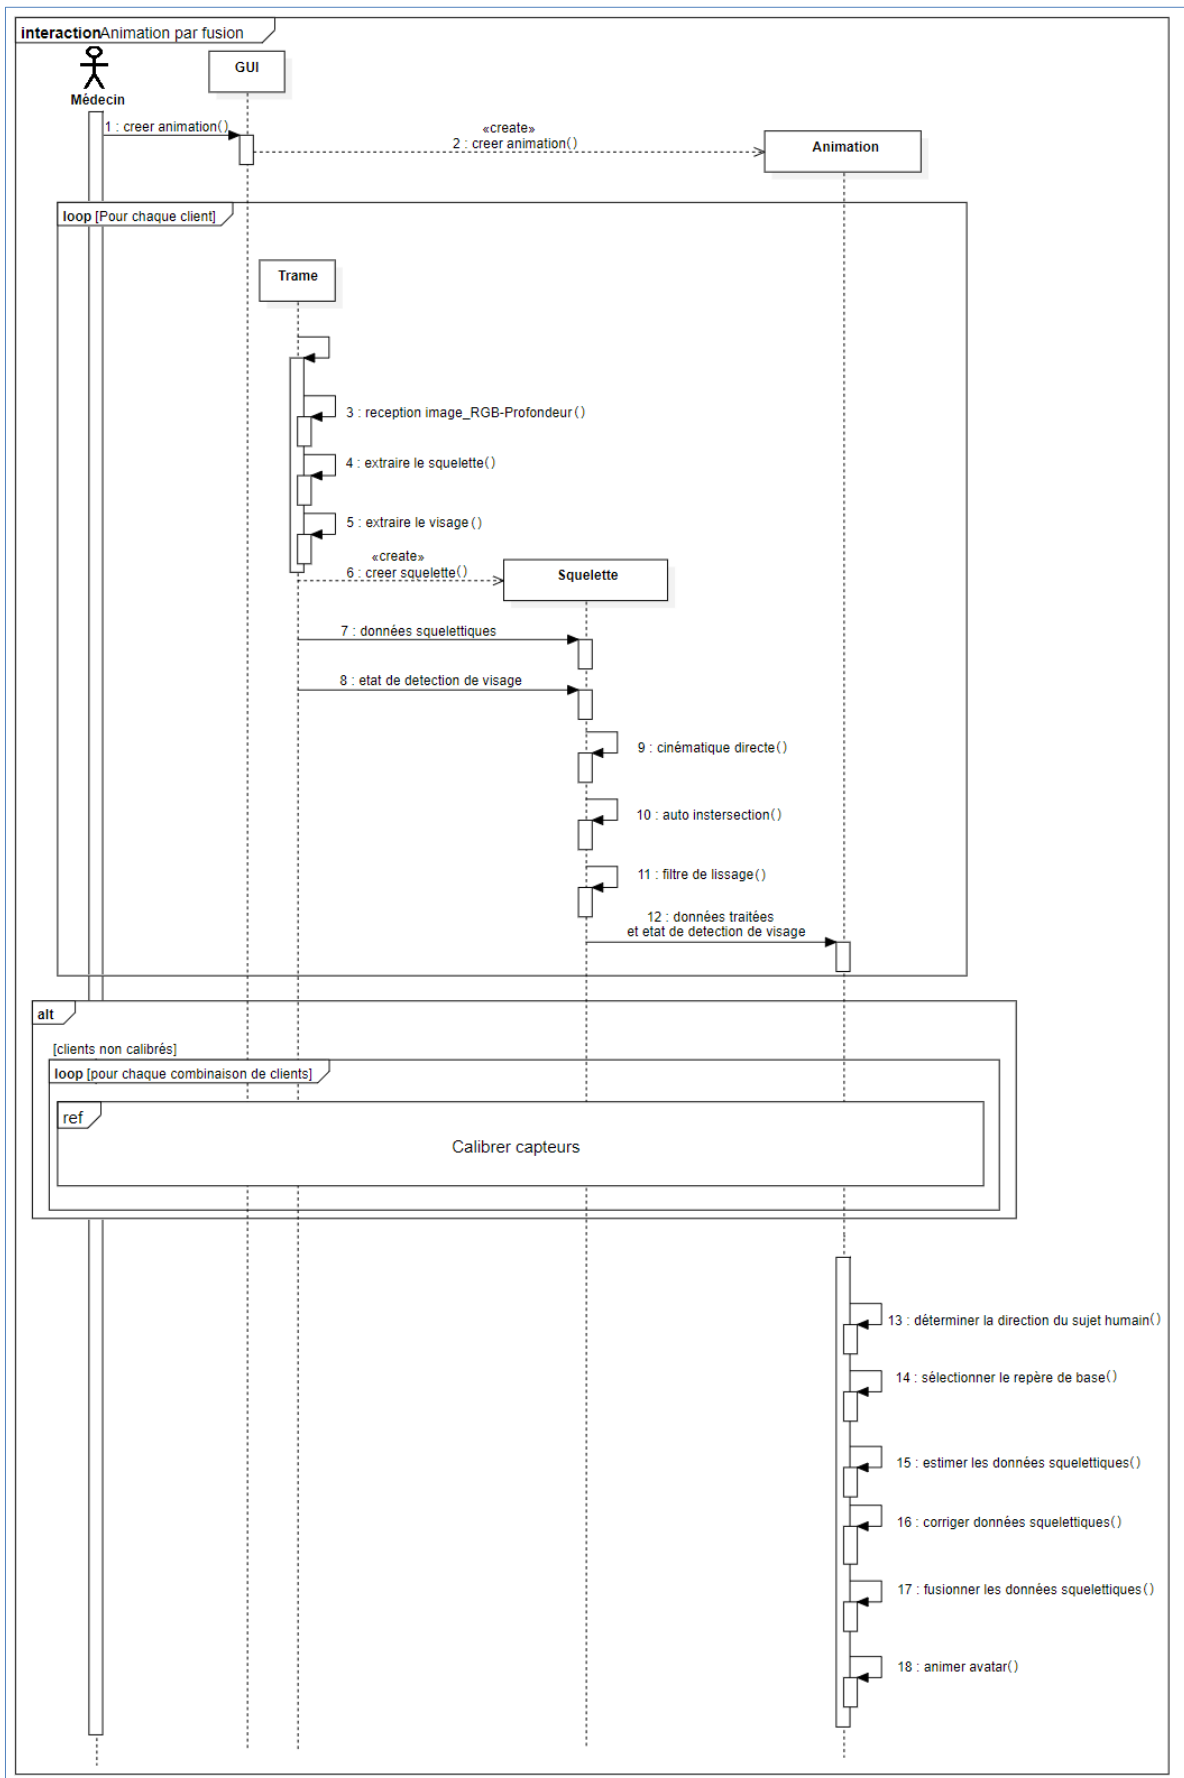 interactionAnimation par fusion
GUI
Médecin
1 : creer animation()
«create»
2 : creer animation()
Animation
loop [Pour chaque client]
Trame
3 : reception image_RGB-Profondeur()
4 : extraire le squelette()
5 : extraire le visage()
«create»
6 : creer squelette()
Squelette
7 : données squelettiques
8 : etat de detection de visage
9 : cinématique directe()
10 : auto instersection()
11 : filtre de lissage()
12 : données traitées
et etat de detection de visage
alt
[clients non calibrés]
loop [pour chaque combinaison de clients]
ref
Calibrer capteurs
13 : déterminer la direction du sujet humain()
14 : sélectionner le repère de base()
15 : estimer les données squelettiques()
16 : corriger données squelettiques()
17 : fusionner les données squelettiques()
18 : animer avatar()